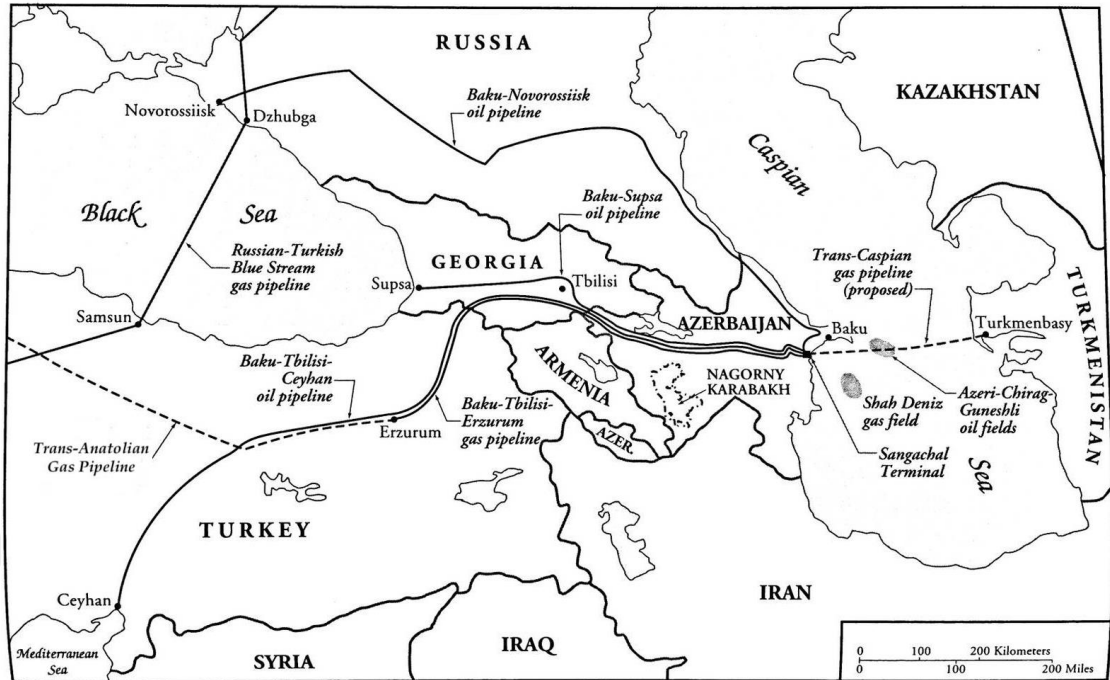 RUSSIA
KAZAKHSTAN
Novorossiisk
Dzhubga
Baku-Novorossiisk
oil pipeline
Caspian
Black
Sea
Baku-Supsa
oil pipeline
Russian-Turkish
Blue Stream
gas pipeline
GEORGIA
Supsa
Tbilisi
Trans-Caspian
gas pipeline
(proposed)
TURKMENISTAN
Samsun
AZERBAIJAN
Baku
Turkmenbasy
Baku-Tbilisi-
Ceyhan
oil pipeline
ARMENIA
NAGORNY
KARABAKH
Baku-Tbilisi-
Erzurum
gas pipeline
Shah Deniz
gas field
Azeri-Chirag-
Guneshli
oil fields
Erzurum
AZER.
Trans-Anatolian
Gas Pipeline
Sangachal
Terminal
Sea
TURKEY
Ceyhan
IRAN
Mediterranean
Sea
SYRIA
IRAQ
0 100 200 Kilometers
0 100 200 Miles